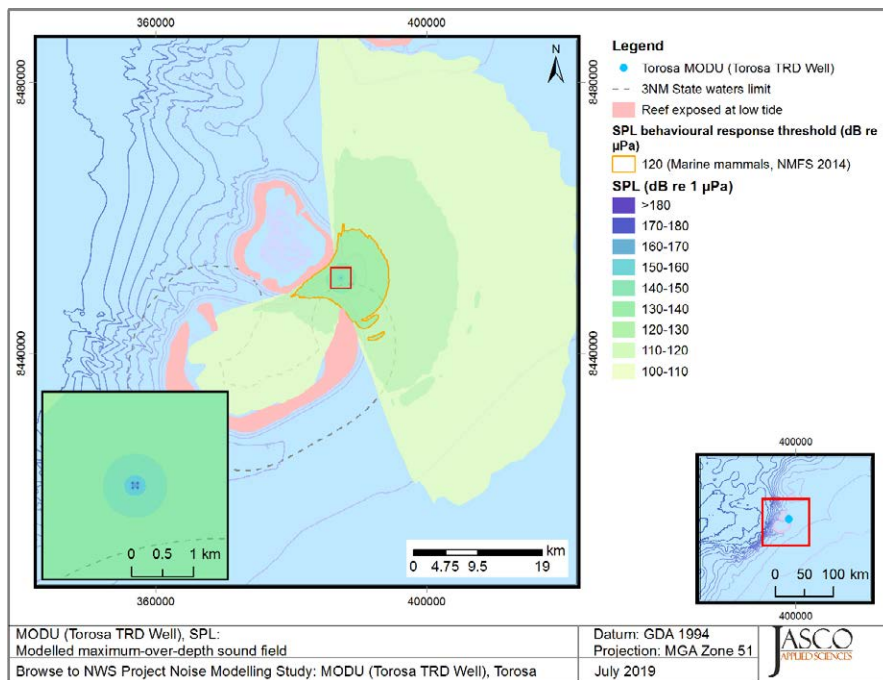 360000
400000
8480000
8440000
N
Legend
Torosa MODU (Torosa TRD Well)
3NM State waters limit
Reef exposed at low tide
SPL behavioural response threshold (dB re
µPa)
120 (Marine mammals, NMFS 2014)
SPL (dB re 1 µPa)
>180
170-180
160-170
150-160
140-150
130-140
120-130
110-120
100-110
0 0.5 1 km
km
0 4.75 9.5 19
360000
400000
8480000
8440000
400000
0 50 100 km
400000
MODU (Torosa TRD Well), SPL:
Modelled maximum-over-depth sound field
Browse to NWS Project Noise Modelling Study: MODU (Torosa TRD Well), Torosa
Datum: GDA 1994
Projection: MGA Zone 51
July 2019
JASCO
APPLIED SCIENCES